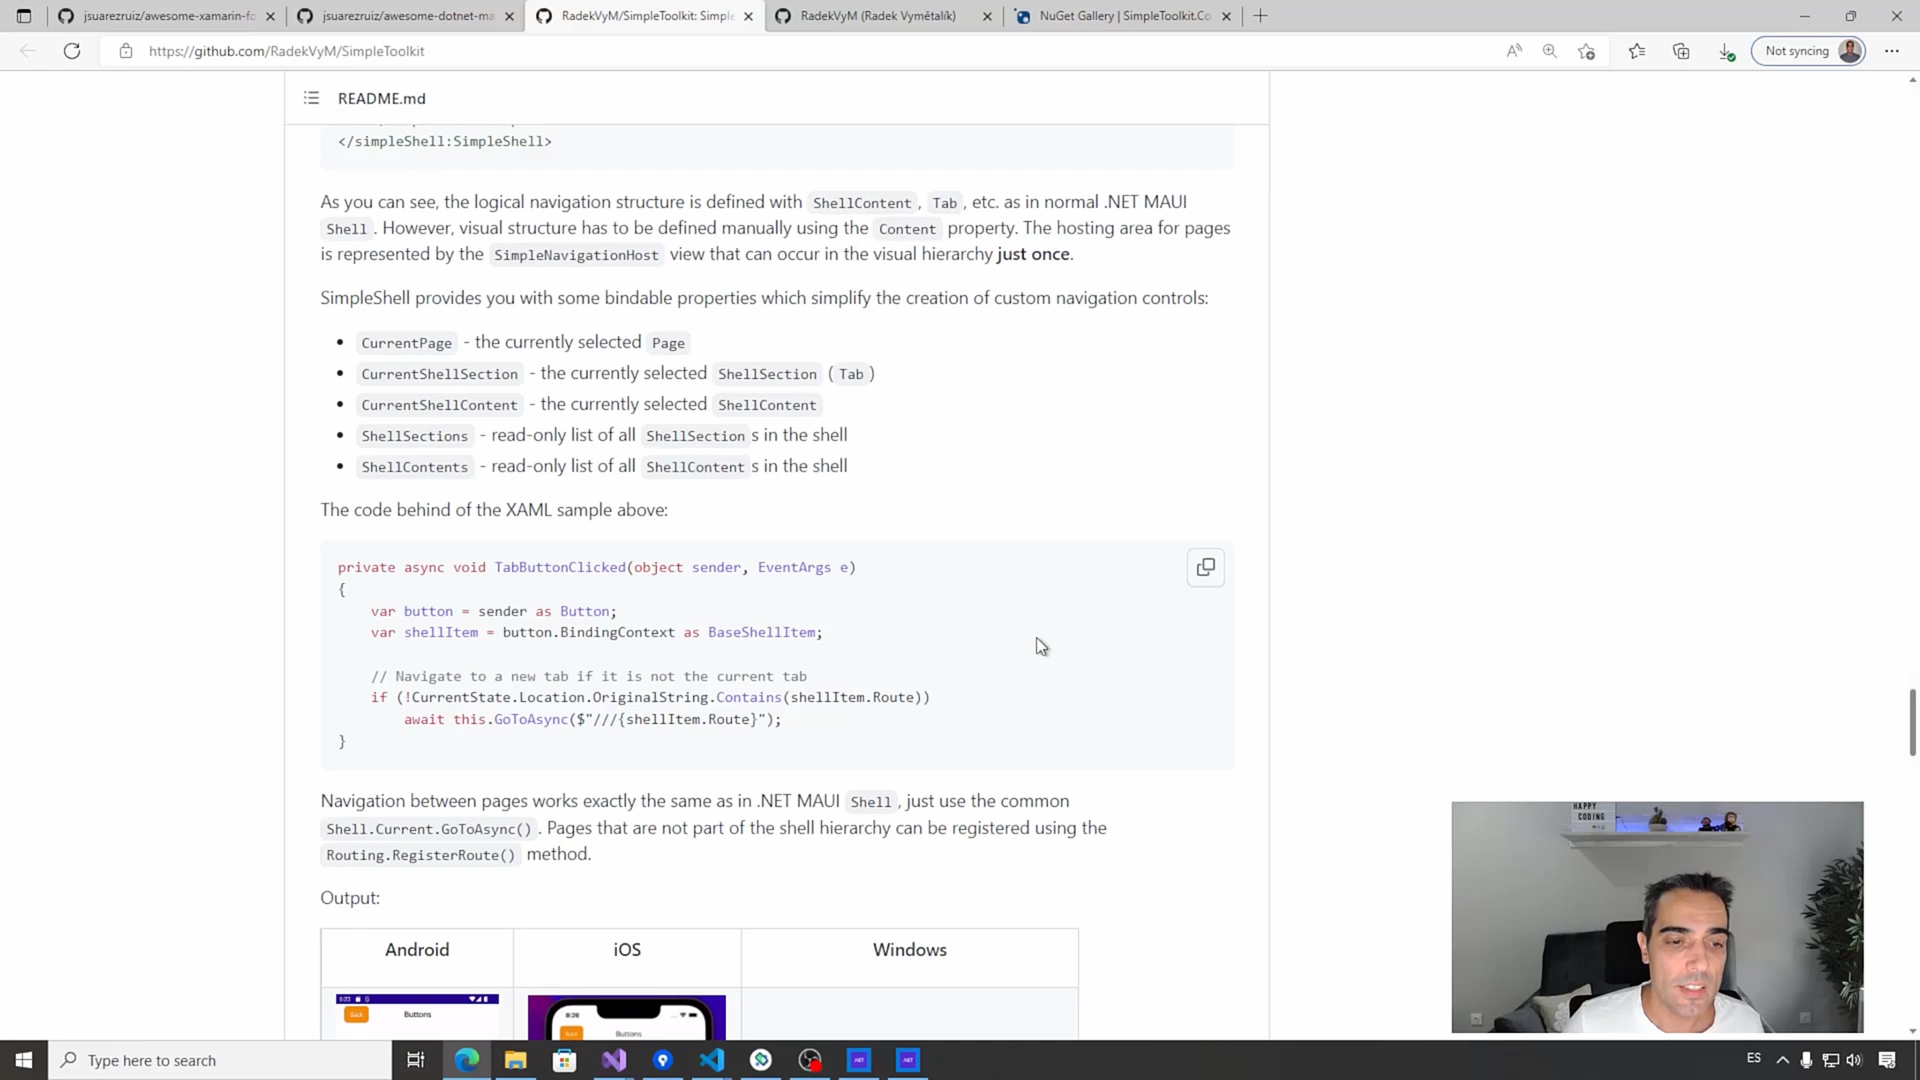 jsuarezruiz/awesome-xamarin-fo
jsuarezruiz/awesome-dotnet-ma
RadekVyM/SimpleToolkit: Simple
RadekVyM (Radek Vymětalík)
NuGet Gallery | SimpleToolkit.Co
https://github.com/RadekVyM/SimpleToolkit
Not syncing
README.md
</simpleShell:SimpleShell>
As you can see, the logical navigation structure is defined with ShellContent, Tab, etc. as in normal .NET MAUI
Shell. However, visual structure has to be defined manually using the Content property. The hosting area for pages
is represented by the SimpleNavigationHost view that can occur in the visual hierarchy just once.
SimpleShell provides you with some bindable properties which simplify the creation of custom navigation controls:
• CurrentPage - the currently selected Page
• CurrentShellSection - the currently selected ShellSection (Tab)
• CurrentShellContent - the currently selected ShellContent
• ShellSections - read-only list of all ShellSections in the shell
• ShellContents - read-only list of all ShellContents in the shell
The code behind of the XAML sample above:
private async void TabButtonClicked(object sender, EventArgs e)
{
var button = sender as Button;
var shellItem = button.BindingContext as BaseShellItem;
// Navigate to a new tab if it is not the current tab
if (!CurrentState.Location.OriginalString.Contains(shellItem.Route))
await this.GoToAsync($"///{shellItem.Route}");
}
Navigation between pages works exactly the same as in .NET MAUI Shell, just use the common
Shell.Current.GoToAsync(). Pages that are not part of the shell hierarchy can be registered using the
Routing.RegisterRoute() method.
Output:
Android iOS Windows
Buttons
8:26
Buttons
HAPPY
CODING
Type here to search
ES